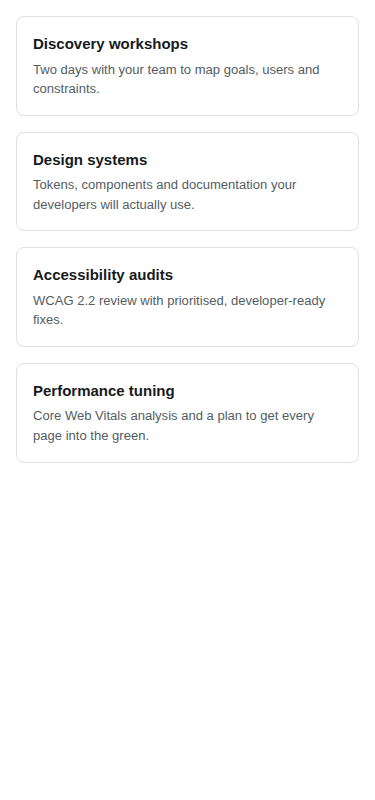 Discovery workshops
Two days with your team to map goals, users and
constraints.
Design systems
Tokens, components and documentation your
developers will actually use.
Accessibility audits
WCAG 2.2 review with prioritised, developer-ready
fixes.
Performance tuning
Core Web Vitals analysis and a plan to get every
page into the green.